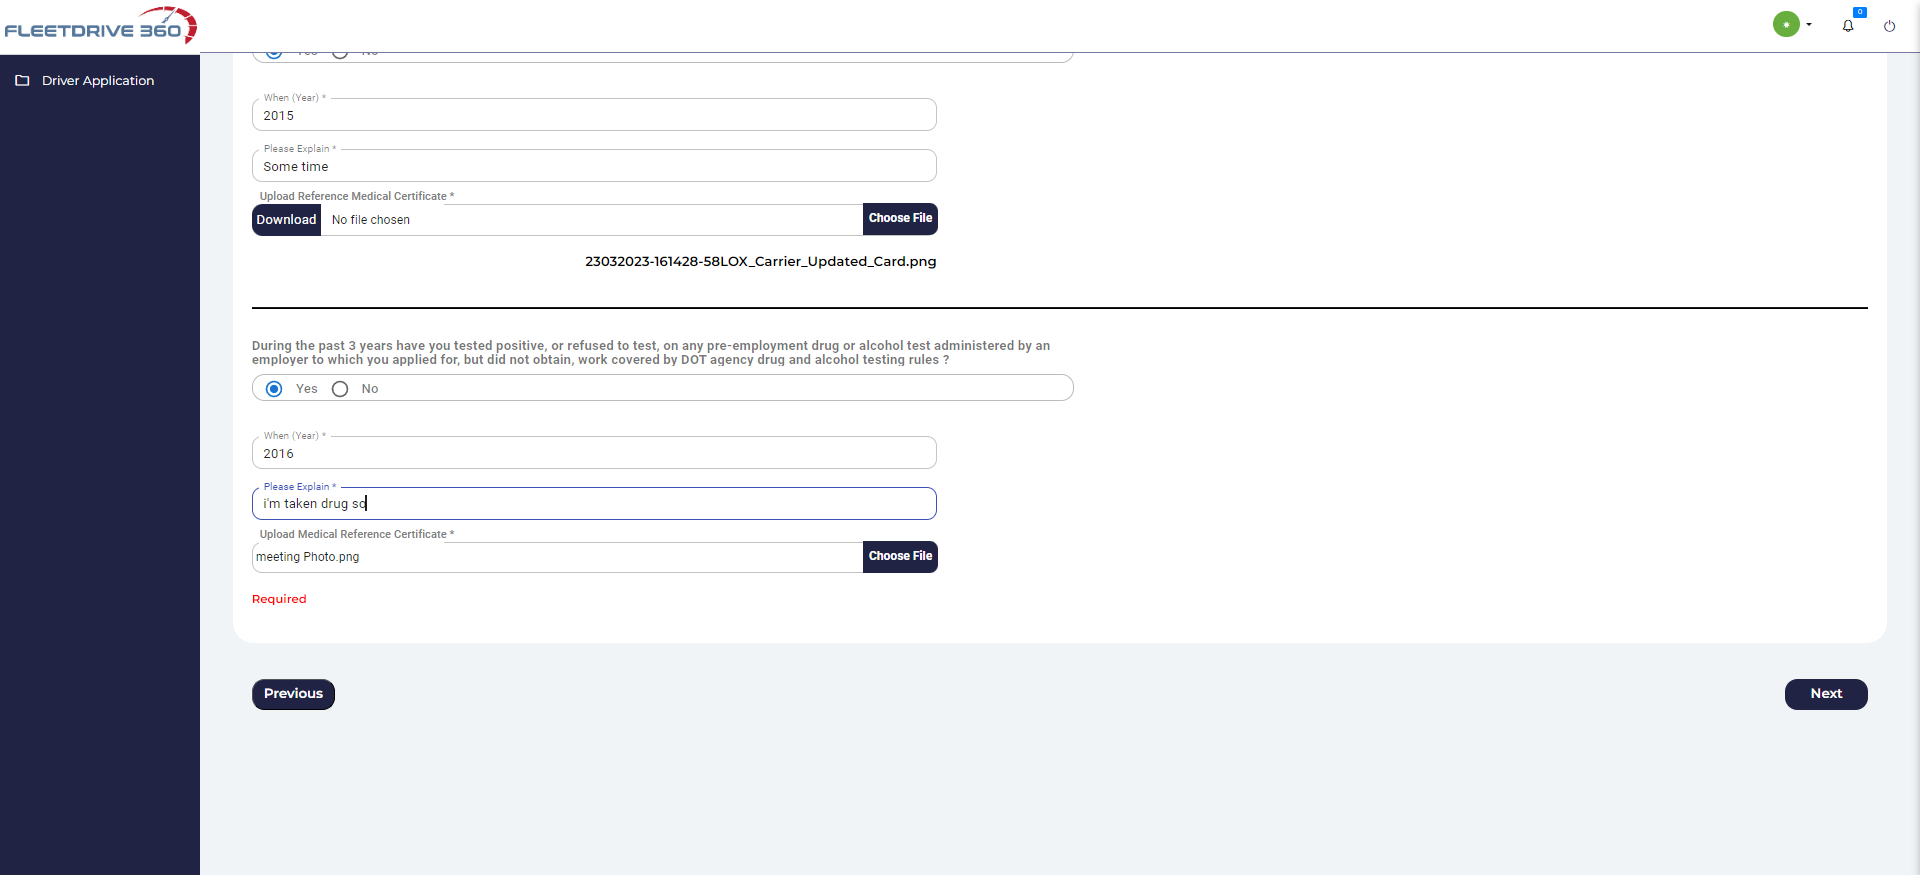 FLEETDRIVE 360
0
Driver Application
Yes No
When (Year) *
2015
Please Explain *
Some time
Upload Reference Medical Certificate *
Download No file chosen Choose File
23032023-161428-58LOX_Carrier_Updated_Card.png
During the past 3 years have you tested positive, or refused to test, on any pre-employment drug or alcohol test administered by an
employer to which you applied for, but did not obtain, work covered by DOT agency drug and alcohol testing rules ?
Yes No
When (Year) *
2016
Please Explain *
i'm taken drug so
Upload Medical Reference Certificate *
meeting Photo.png Choose File
Required
Previous Next